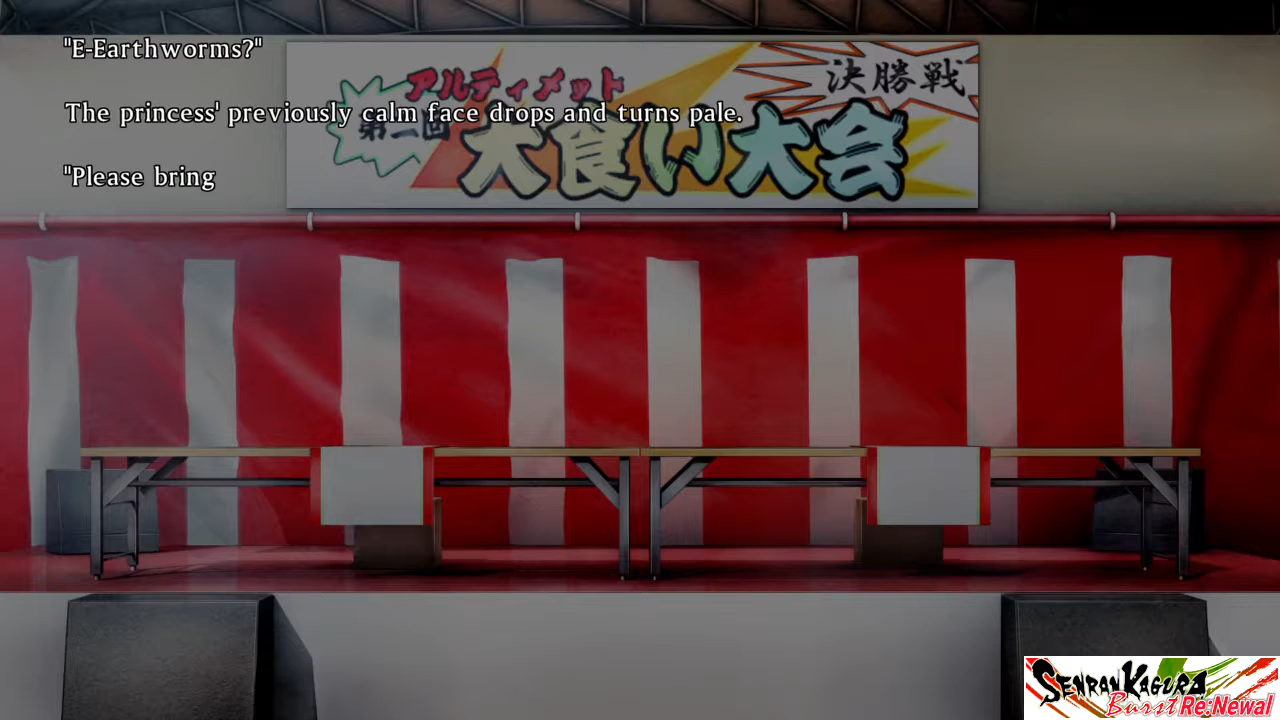 "E-Earthworms?"
The princess' previously calm face drops and turns pale.
"Please bring
アルティメット
決勝戦
第二回
大食い大会
SENRAN KAGURA
Burst Re:Newal